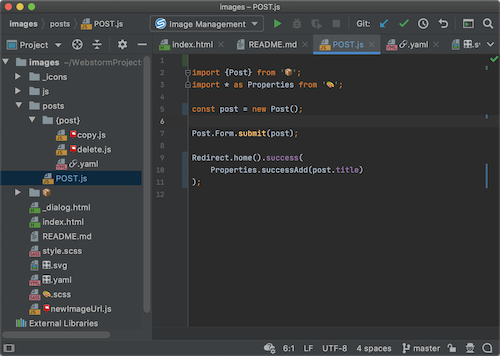 images – POST.js
images posts POST.js Image Management Git:
Project index.html README.md POST.js .yaml .sv
images ~/WebstormProject
_icons
js
posts
{post}
copy.js
delete.js
.yaml
POST.js
_dialog.html
index.html
README.md
style.scss
.svg
.yaml
.scss
newImageUrl.js
External Libraries
1
2 import {Post} from '📦';
3 import * as Properties from '🏷';
4
5 const post = new Post();
6
7 Post.Form.submit(post);
8
9 Redirect.home().success(
10 Properties.successAdd(post.title)
11 );
12
6:1 LF UTF-8 4 spaces master